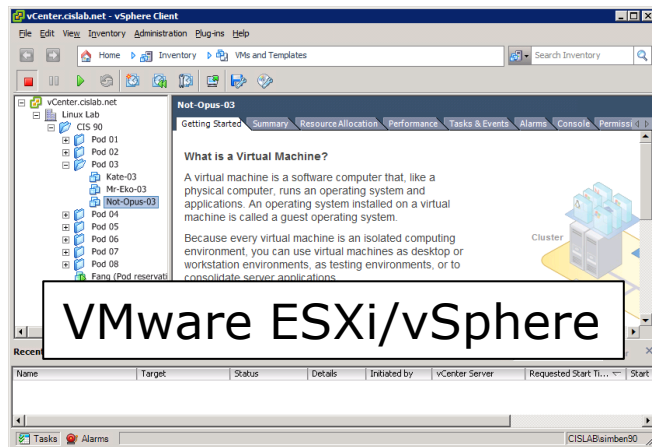 vCenter.cislab.net - vSphere Client
File Edit View Inventory Administration Plug-ins Help
Home Inventory VMs and Templates Search Inventory
vCenter.cislab.net
Linux Lab
CIS 90
Pod 01
Pod 02
Pod 03
Kate-03
Mr-Eko-03
Not-Opus-03
Pod 04
Pod 05
Pod 06
Pod 07
Pod 08
Fang (Pod reservati
Not-Opus-03
Getting Started Summary Resource Allocation Performance Tasks & Events Alarms Console Permissi
What is a Virtual Machine?
A virtual machine is a software computer that, like a
physical computer, runs an operating system and
applications. An operating system installed on a virtual
machine is called a guest operating system.
Because every virtual machine is an isolated computing
environment, you can use virtual machines as desktop or
workstation environments, as testing environments, or to
consolidate server applications.
Cluster
VMware ESXi/vSphere
Recent
Name Target Status Details Initiated by vCenter Server Requested Start Ti... Start
Tasks Alarms CISLAB\simben90